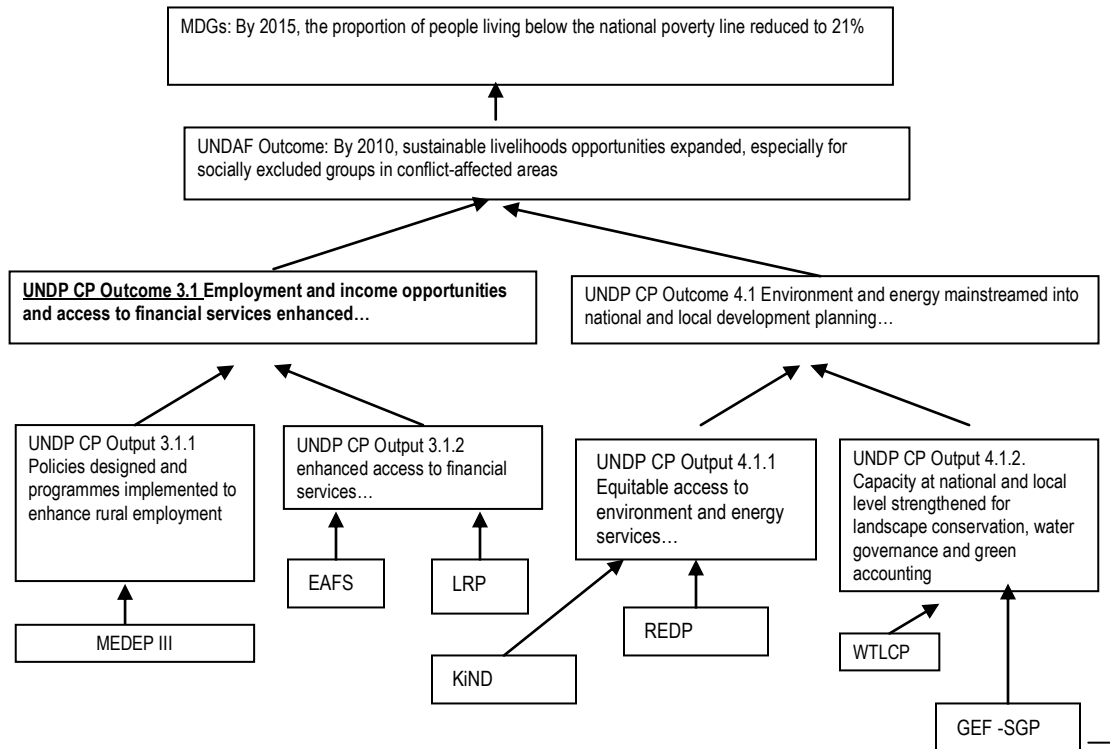 MDGs: By 2015, the proportion of people living below the national poverty line reduced to 21%
UNDAF Outcome: By 2010, sustainable livelihoods opportunities expanded, especially for
socially excluded groups in conflict-affected areas
UNDP CP Outcome 3.1 Employment and income opportunities
and access to financial services enhanced…
UNDP CP Outcome 4.1 Environment and energy mainstreamed into
national and local development planning…
UNDP CP Output 3.1.1
Policies designed and
programmes implemented to
enhance rural employment
UNDP CP Output 3.1.2
enhanced access to financial
services…
UNDP CP Output 4.1.1
Equitable access to
environment and energy
services…
UNDP CP Output 4.1.2.
Capacity at national and local
level strengthened for
landscape conservation, water
governance and green
accounting
MEDEP III
EAFS
LRP
KiND
REDP
WTLCP
GEF -SGP